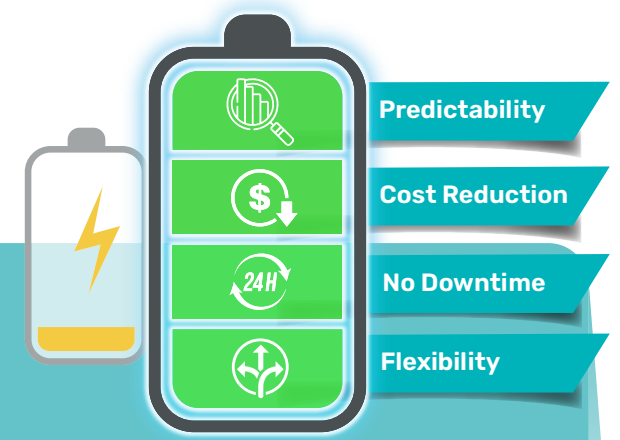 Predictability
$
Cost Reduction
24H
No Downtime
Flexibility